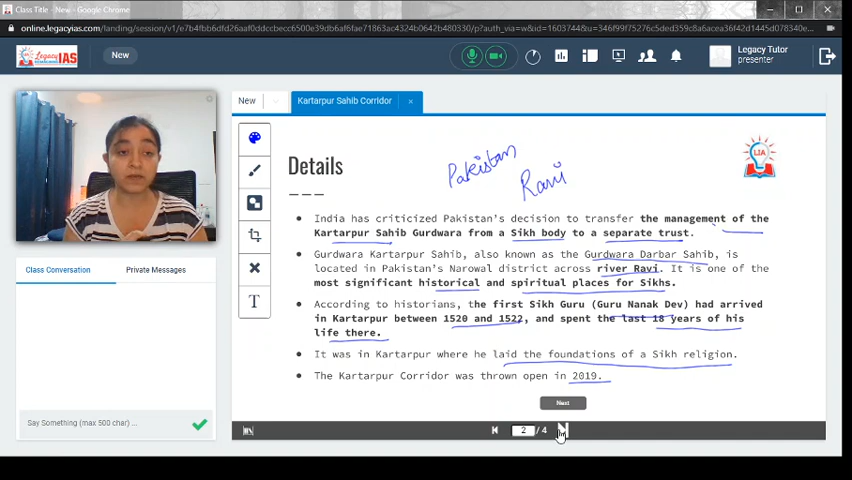 Class Title - New - Google Chrome
online.legacyias.com/landing/session/
New
Legacy Tutor
presenter
Legacy
IAS
New
Kartarpur Sahib Corridor
Details
Pakistan
Ravi
LIA
India has criticized Pakistan's decision to transfer the management of the
Kartarpur Sahib Gurdwara from a Sikh body to a separate trust.
Gurdwara Kartarpur Sahib, also known as the Gurdwara Darbar Sahib, is
located in Pakistan's Narowal district across river Ravi. It is one of the
most significant historical and spiritual places for Sikhs.
According to historians, the first Sikh Guru (Guru Nanak Dev) had arrived
in Kartarpur between 1520 and 1522, and spent the last 18 years of his
life there.
It was in Kartarpur where he laid the foundations of a Sikh religion.
The Kartarpur Corridor was thrown open in 2019.
Class Conversation
Private Messages
Say Something (max 500 char) ...
T
Next
2 / 4